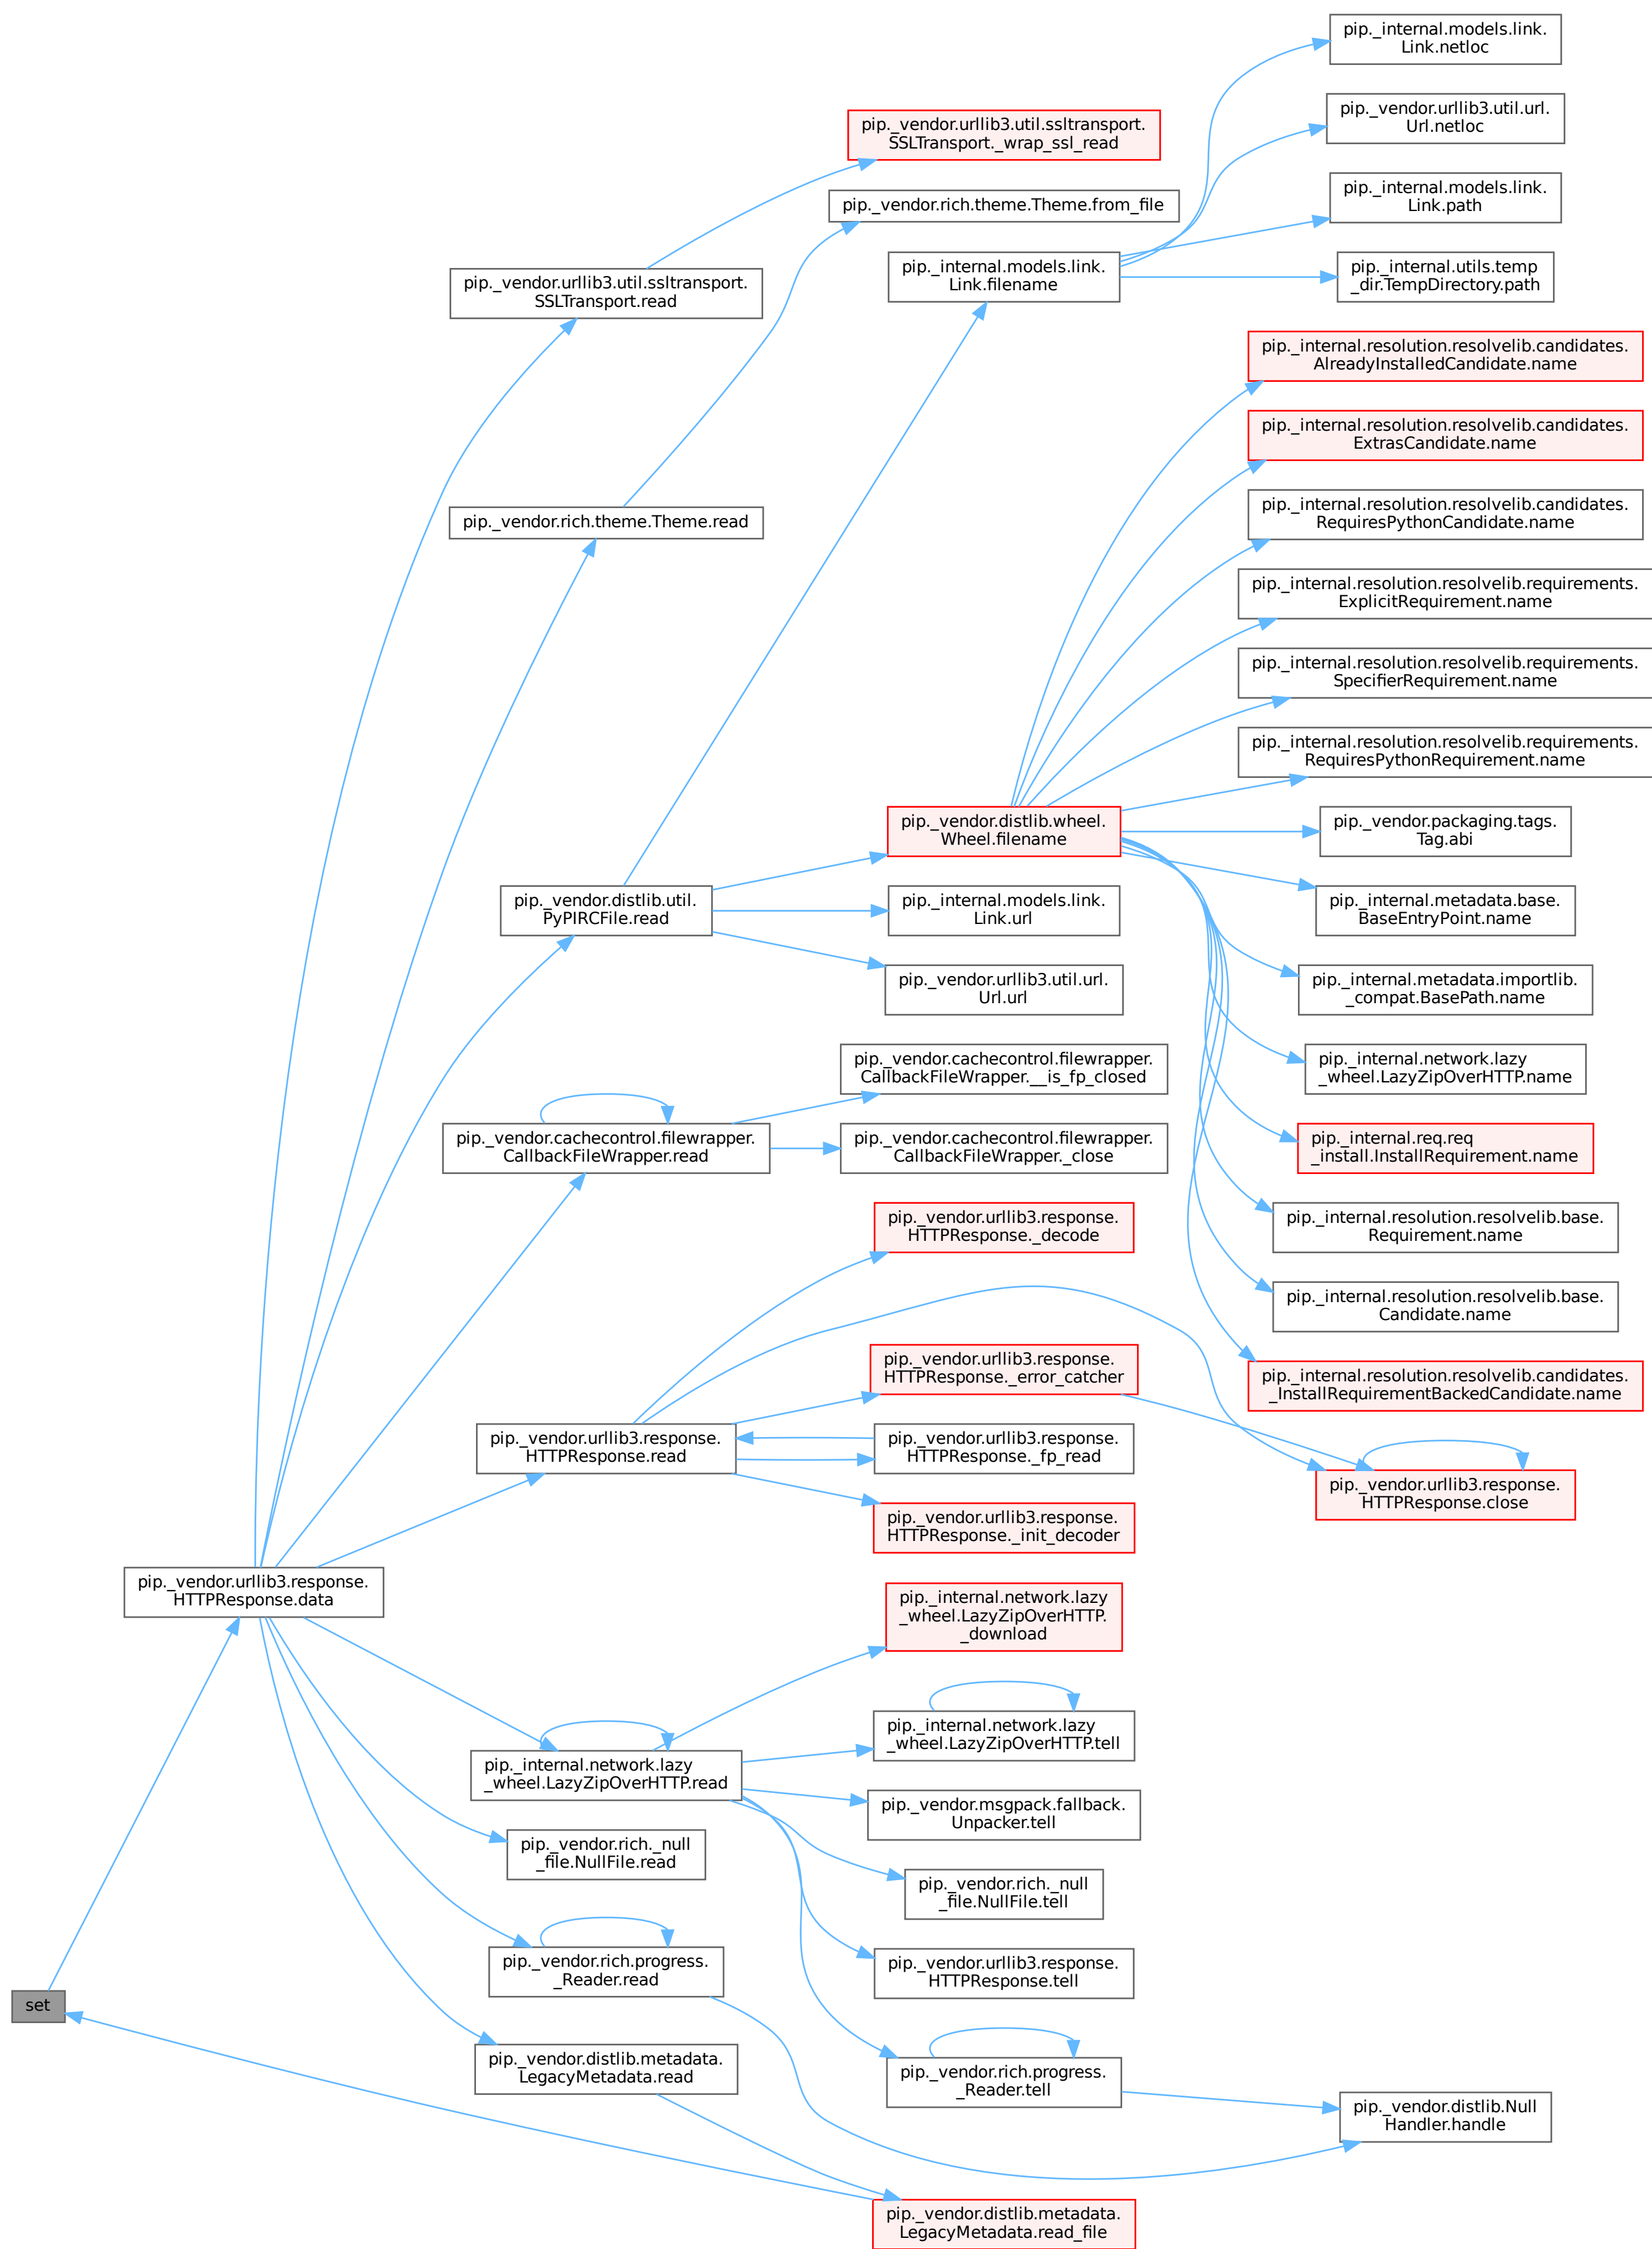 pip._internal.models.link.
Link.netloc
pip._vendor.urllib3.util.url.
Url.netloc
pip._vendor.urllib3.util.ssltransport.
SSLTransport._wrap_ssl_read
pip._internal.models.link.
Link.path
pip._vendor.rich.theme.Theme.from_file
pip._internal.models.link.
Link.filename
pip._internal.utils.temp
_dir.TempDirectory.path
pip._vendor.urllib3.util.ssltransport.
SSLTransport.read
pip._internal.resolution.resolvelib.candidates.
AlreadyInstalledCandidate.name
pip._internal.resolution.resolvelib.candidates.
ExtrasCandidate.name
pip._internal.resolution.resolvelib.candidates.
RequiresPythonCandidate.name
pip._vendor.rich.theme.Theme.read
pip._internal.resolution.resolvelib.requirements.
ExplicitRequirement.name
pip._internal.resolution.resolvelib.requirements.
SpecifierRequirement.name
pip._internal.resolution.resolvelib.requirements.
RequiresPythonRequirement.name
pip._vendor.distlib.wheel.
Wheel.filename
pip._vendor.packaging.tags.
Tag.abi
pip._vendor.distlib.util.
PyPIRCFile.read
pip._internal.models.link.
Link.url
pip._internal.metadata.base.
BaseEntryPoint.name
pip._vendor.urllib3.util.url.
Url.url
pip._internal.metadata.importlib.
_compat.BasePath.name
pip._vendor.cachecontrol.filewrapper.
CallbackFileWrapper.__is_fp_closed
pip._internal.network.lazy
_wheel.LazyZipOverHTTP.name
pip._vendor.cachecontrol.filewrapper.
CallbackFileWrapper.read
pip._vendor.cachecontrol.filewrapper.
CallbackFileWrapper._close
pip._internal.req.req
_install.InstallRequirement.name
pip._vendor.urllib3.response.
HTTPResponse._decode
pip._internal.resolution.resolvelib.base.
Requirement.name
pip._internal.resolution.resolvelib.base.
Candidate.name
pip._vendor.urllib3.response.
HTTPResponse._error_catcher
pip._internal.resolution.resolvelib.candidates.
_InstallRequirementBackedCandidate.name
pip._vendor.urllib3.response.
HTTPResponse.read
pip._vendor.urllib3.response.
HTTPResponse._fp_read
pip._vendor.urllib3.response.
HTTPResponse.close
pip._vendor.urllib3.response.
HTTPResponse._init_decoder
pip._vendor.urllib3.response.
HTTPResponse.data
pip._internal.network.lazy
_wheel.LazyZipOverHTTP.
_download
pip._internal.network.lazy
_wheel.LazyZipOverHTTP.tell
pip._internal.network.lazy
_wheel.LazyZipOverHTTP.read
pip._vendor.msgpack.fallback.
Unpacker.tell
pip._vendor.rich._null
_file.NullFile.read
pip._vendor.rich._null
_file.NullFile.tell
pip._vendor.rich.progress.
_Reader.read
pip._vendor.urllib3.response.
HTTPResponse.tell
set
pip._vendor.distlib.metadata.
LegacyMetadata.read
pip._vendor.rich.progress.
_Reader.tell
pip._vendor.distlib.Null
Handler.handle
pip._vendor.distlib.metadata.
LegacyMetadata.read_file